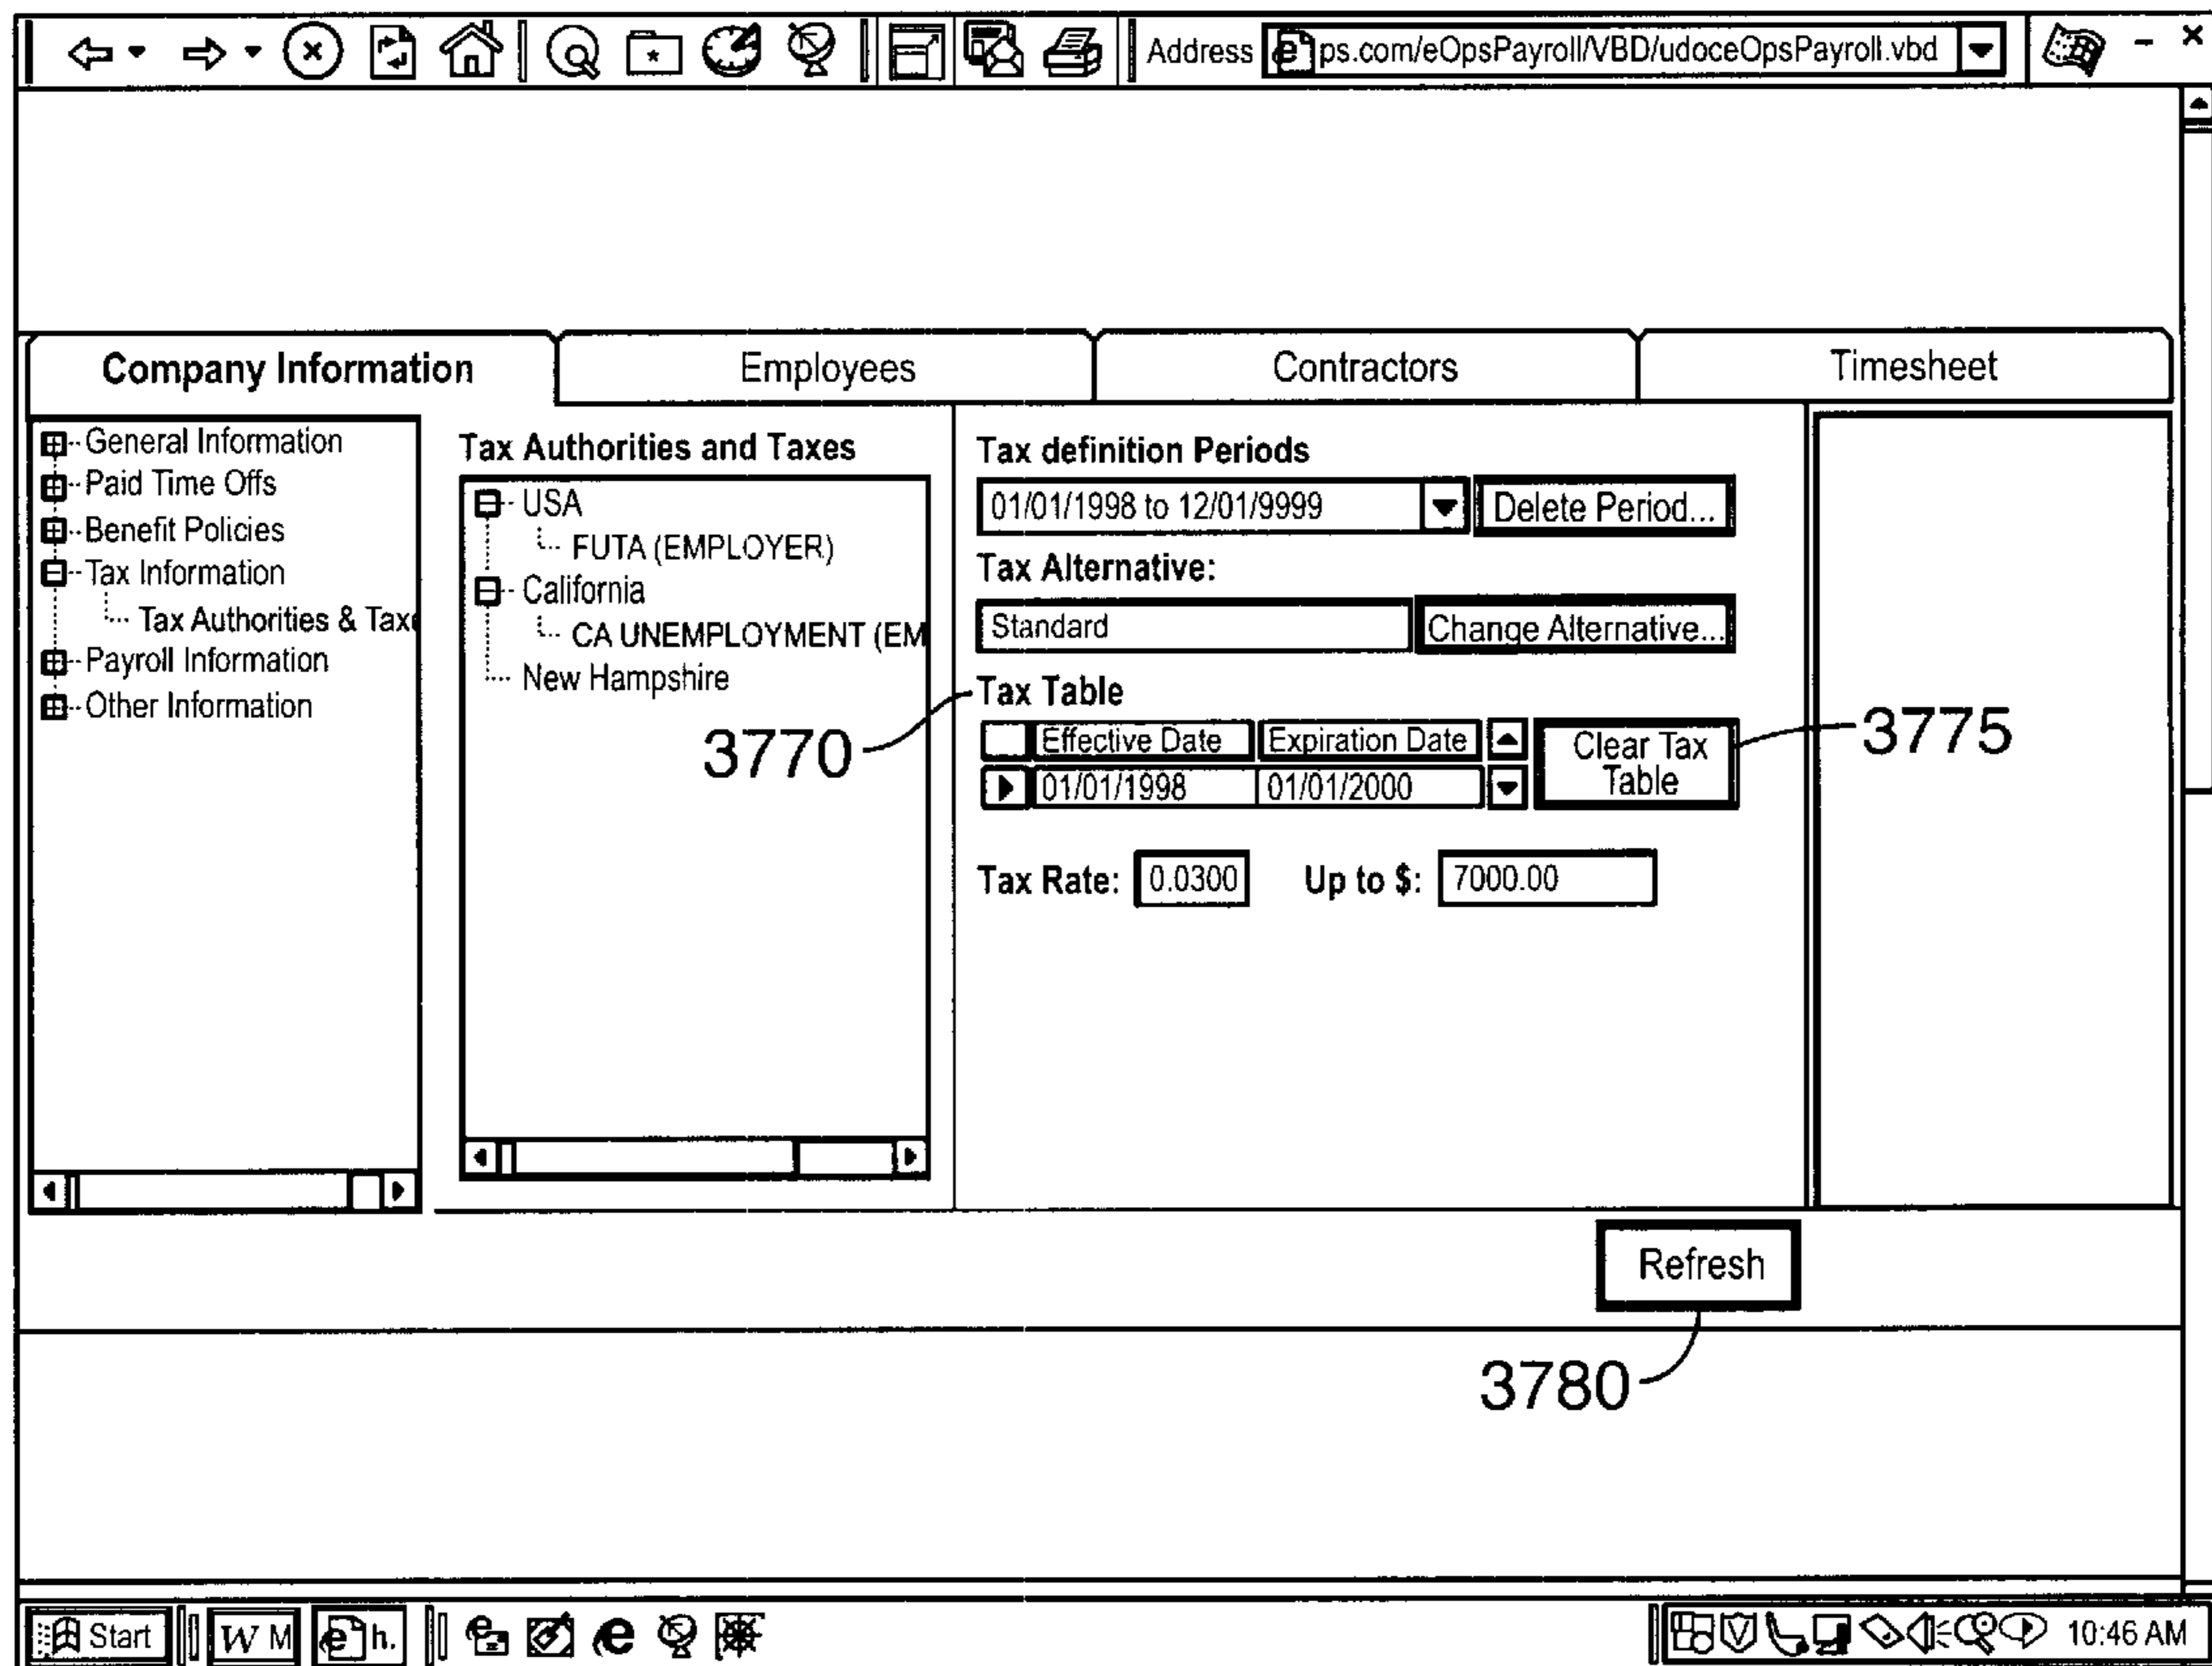 Address ps.com/eOpsPayroll/VBD/udoceOpsPayroll.vbd
Company Information Employees Contractors Timesheet
General Information
Paid Time Offs
Benefit Policies
Tax Information
Tax Authorities & Taxe
Payroll Information
Other Information
Tax Authorities and Taxes
USA
FUTA (EMPLOYER)
California
CA UNEMPLOYMENT (EM
New Hampshire
Tax definition Periods
01/01/1998 to 12/01/9999 Delete Period...
Tax Alternative:
Standard Change Alternative...
Tax Table
3770
Effective Date Expiration Date
01/01/1998 01/01/2000
Clear Tax
Table
3775
Tax Rate: 0.0300 Up to $: 7000.00
Refresh
3780
Start W M e h. 10:46 AM